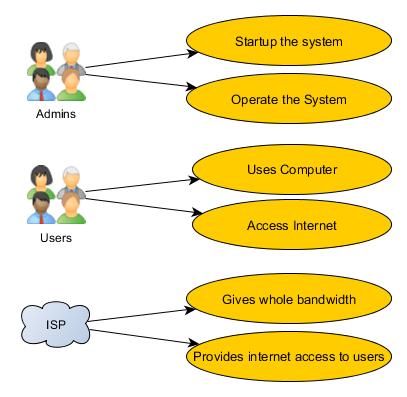 Startup the system
Operate the System
Admins
Uses Computer
Access Internet
Users
Gives whole bandwidth
ISP
Provides internet access to users